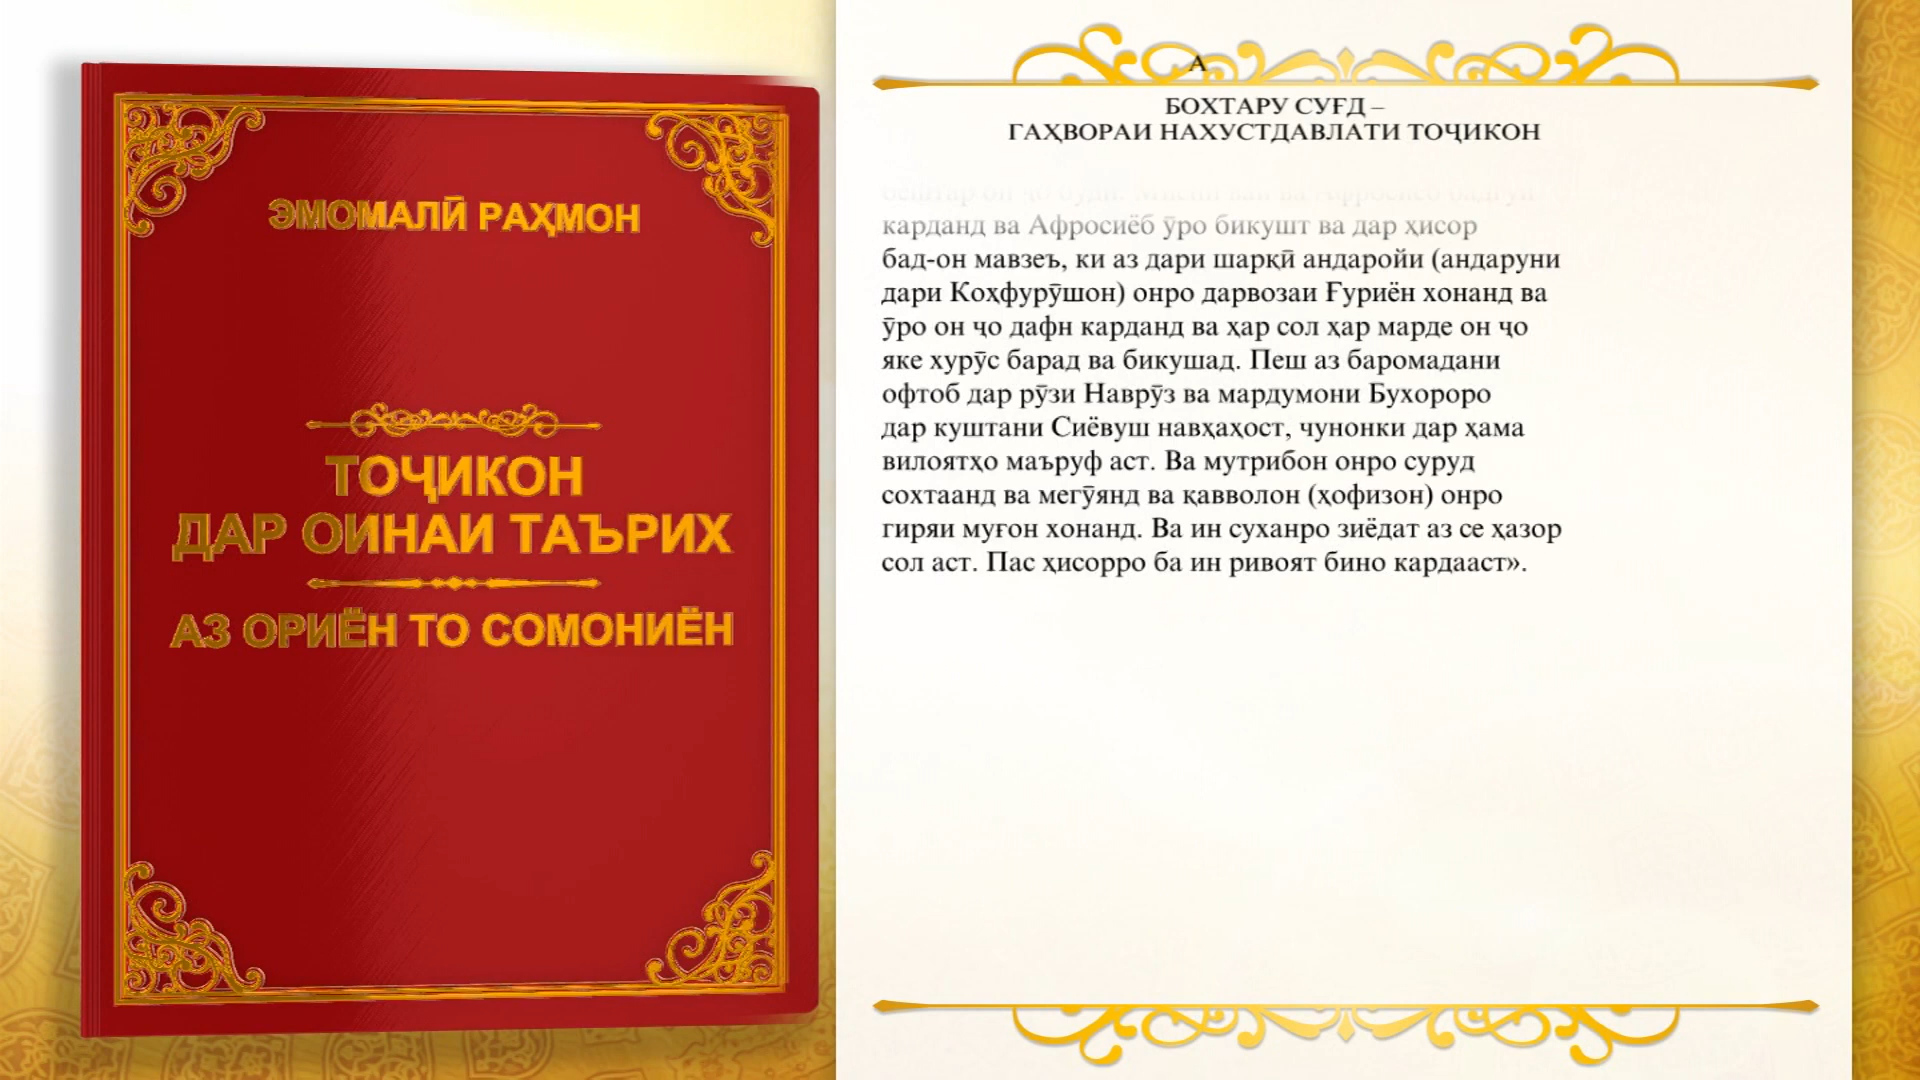 ЭМОМАЛӢ РАҲМОН
ТОҶИКОН
ДАР ОИНАИ ТАЪРИХ
АЗ ОРИЁН ТО СОМОНИЁН
А
БОХТАРУ СУҒД –
ГАҲВОРАИ НАХУСТДАВЛАТИ ТОҶИКОН
карданд ва Афросиёб ӯро бикушт ва дар ҳисор
бад-он мавзеъ, ки аз дари шарқӣ андаройи (андаруни
дари Коҳфурӯшон) онро дарвозаи Ғуриён хонанд ва
ӯро он ҷо дафн карданд ва ҳар сол ҳар марде он ҷо
яке хурӯс барад ва бикушад. Пеш аз баромадани
офтоб дар рӯзи Наврӯз ва мардумони Бухороро
дар куштани Сиёвуш навҳаҳост, чунонки дар ҳама
вилоятҳо маъруф аст. Ва мутрибон онро суруд
сохтаанд ва мегӯянд ва қавволон (ҳофизон) онро
гиряи муғон хонанд. Ва ин суханро зиёдат аз се ҳазор
сол аст. Пас ҳисорро ба ин ривоят бино кардааст».